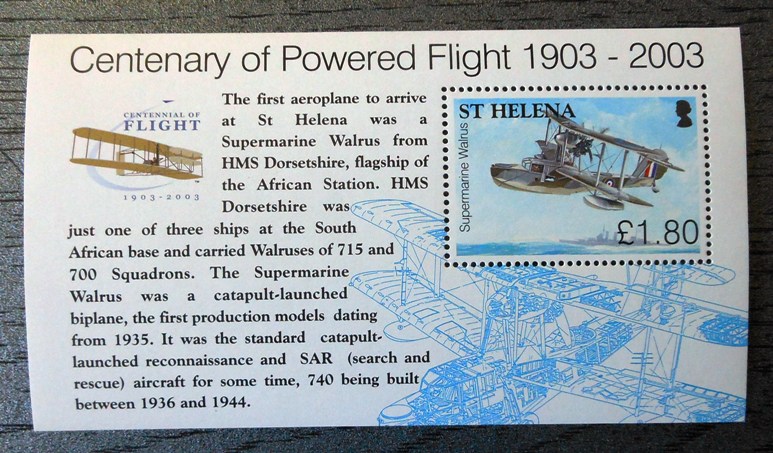 Centenary of Powered Flight 1903 - 2003
CENTENNIAL OF
FLIGHT
1903-2003
The first aeroplane to arrive
at St Helena was a
Supermarine Walrus from
HMS Dorsetshire, flagship of
the African Station. HMS
Dorsetshire was
just one of three ships at the South
African base and carried Walruses of 715 and
700 Squadrons. The Supermarine
Walrus was a catapult-launched
biplane, the first production models dating
from 1935. It was the standard catapult-
launched reconnaissance and SAR (search and
rescue) aircraft for some time, 740 being built
between 1936 and 1944.
ST HELENA
Supermarine Walrus
£1.80